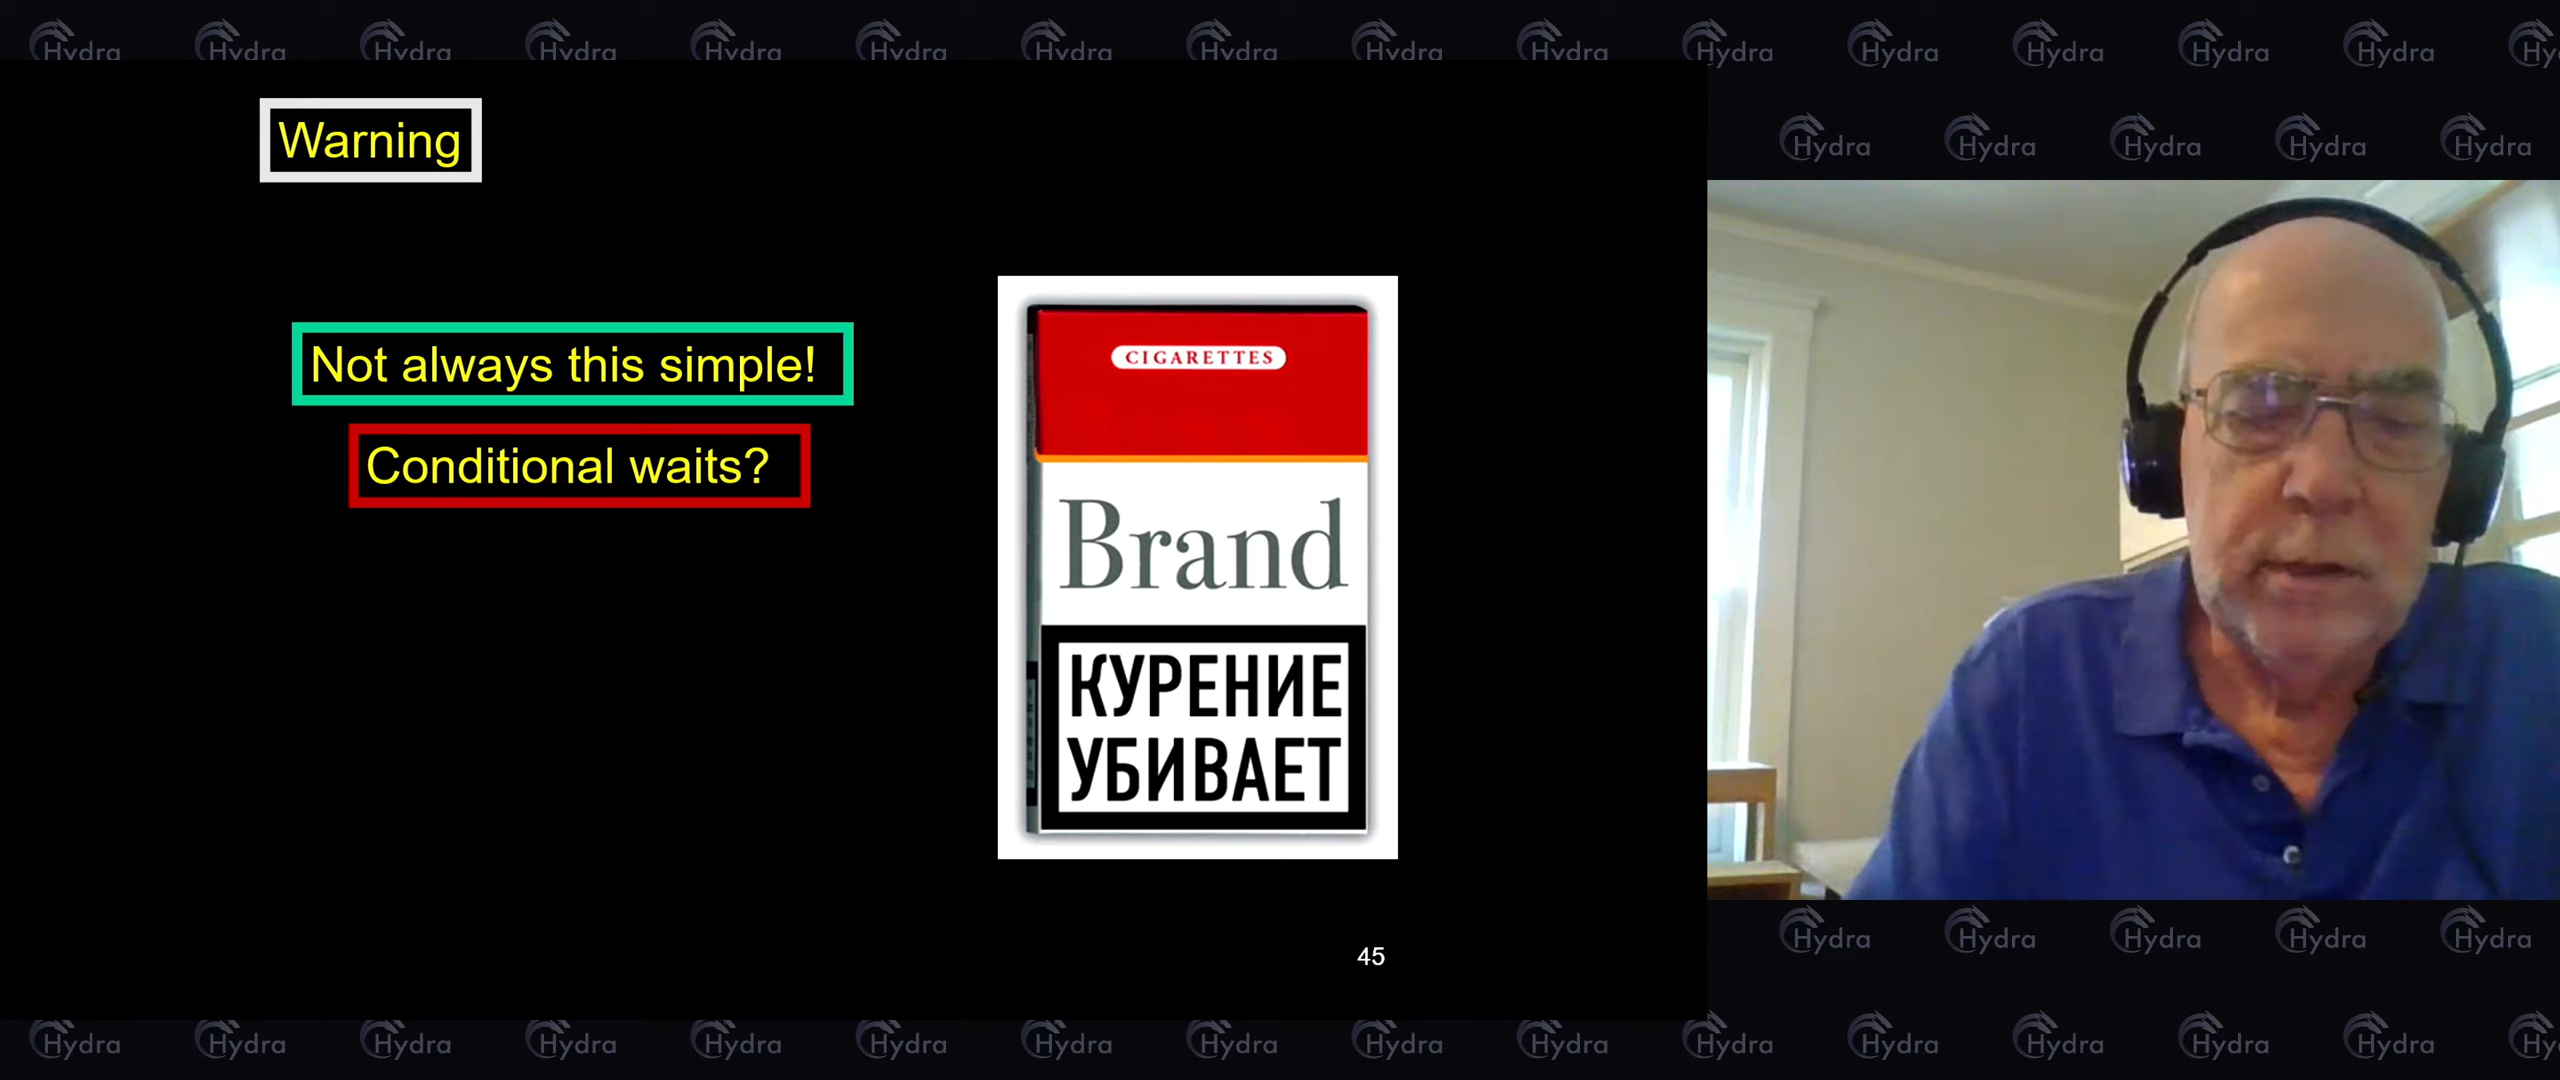 Warning
Not always this simple!
Conditional waits?
CIGARETTES
Brand
КУРЕНИЕ
УБИВАЕТ
45
Hydra